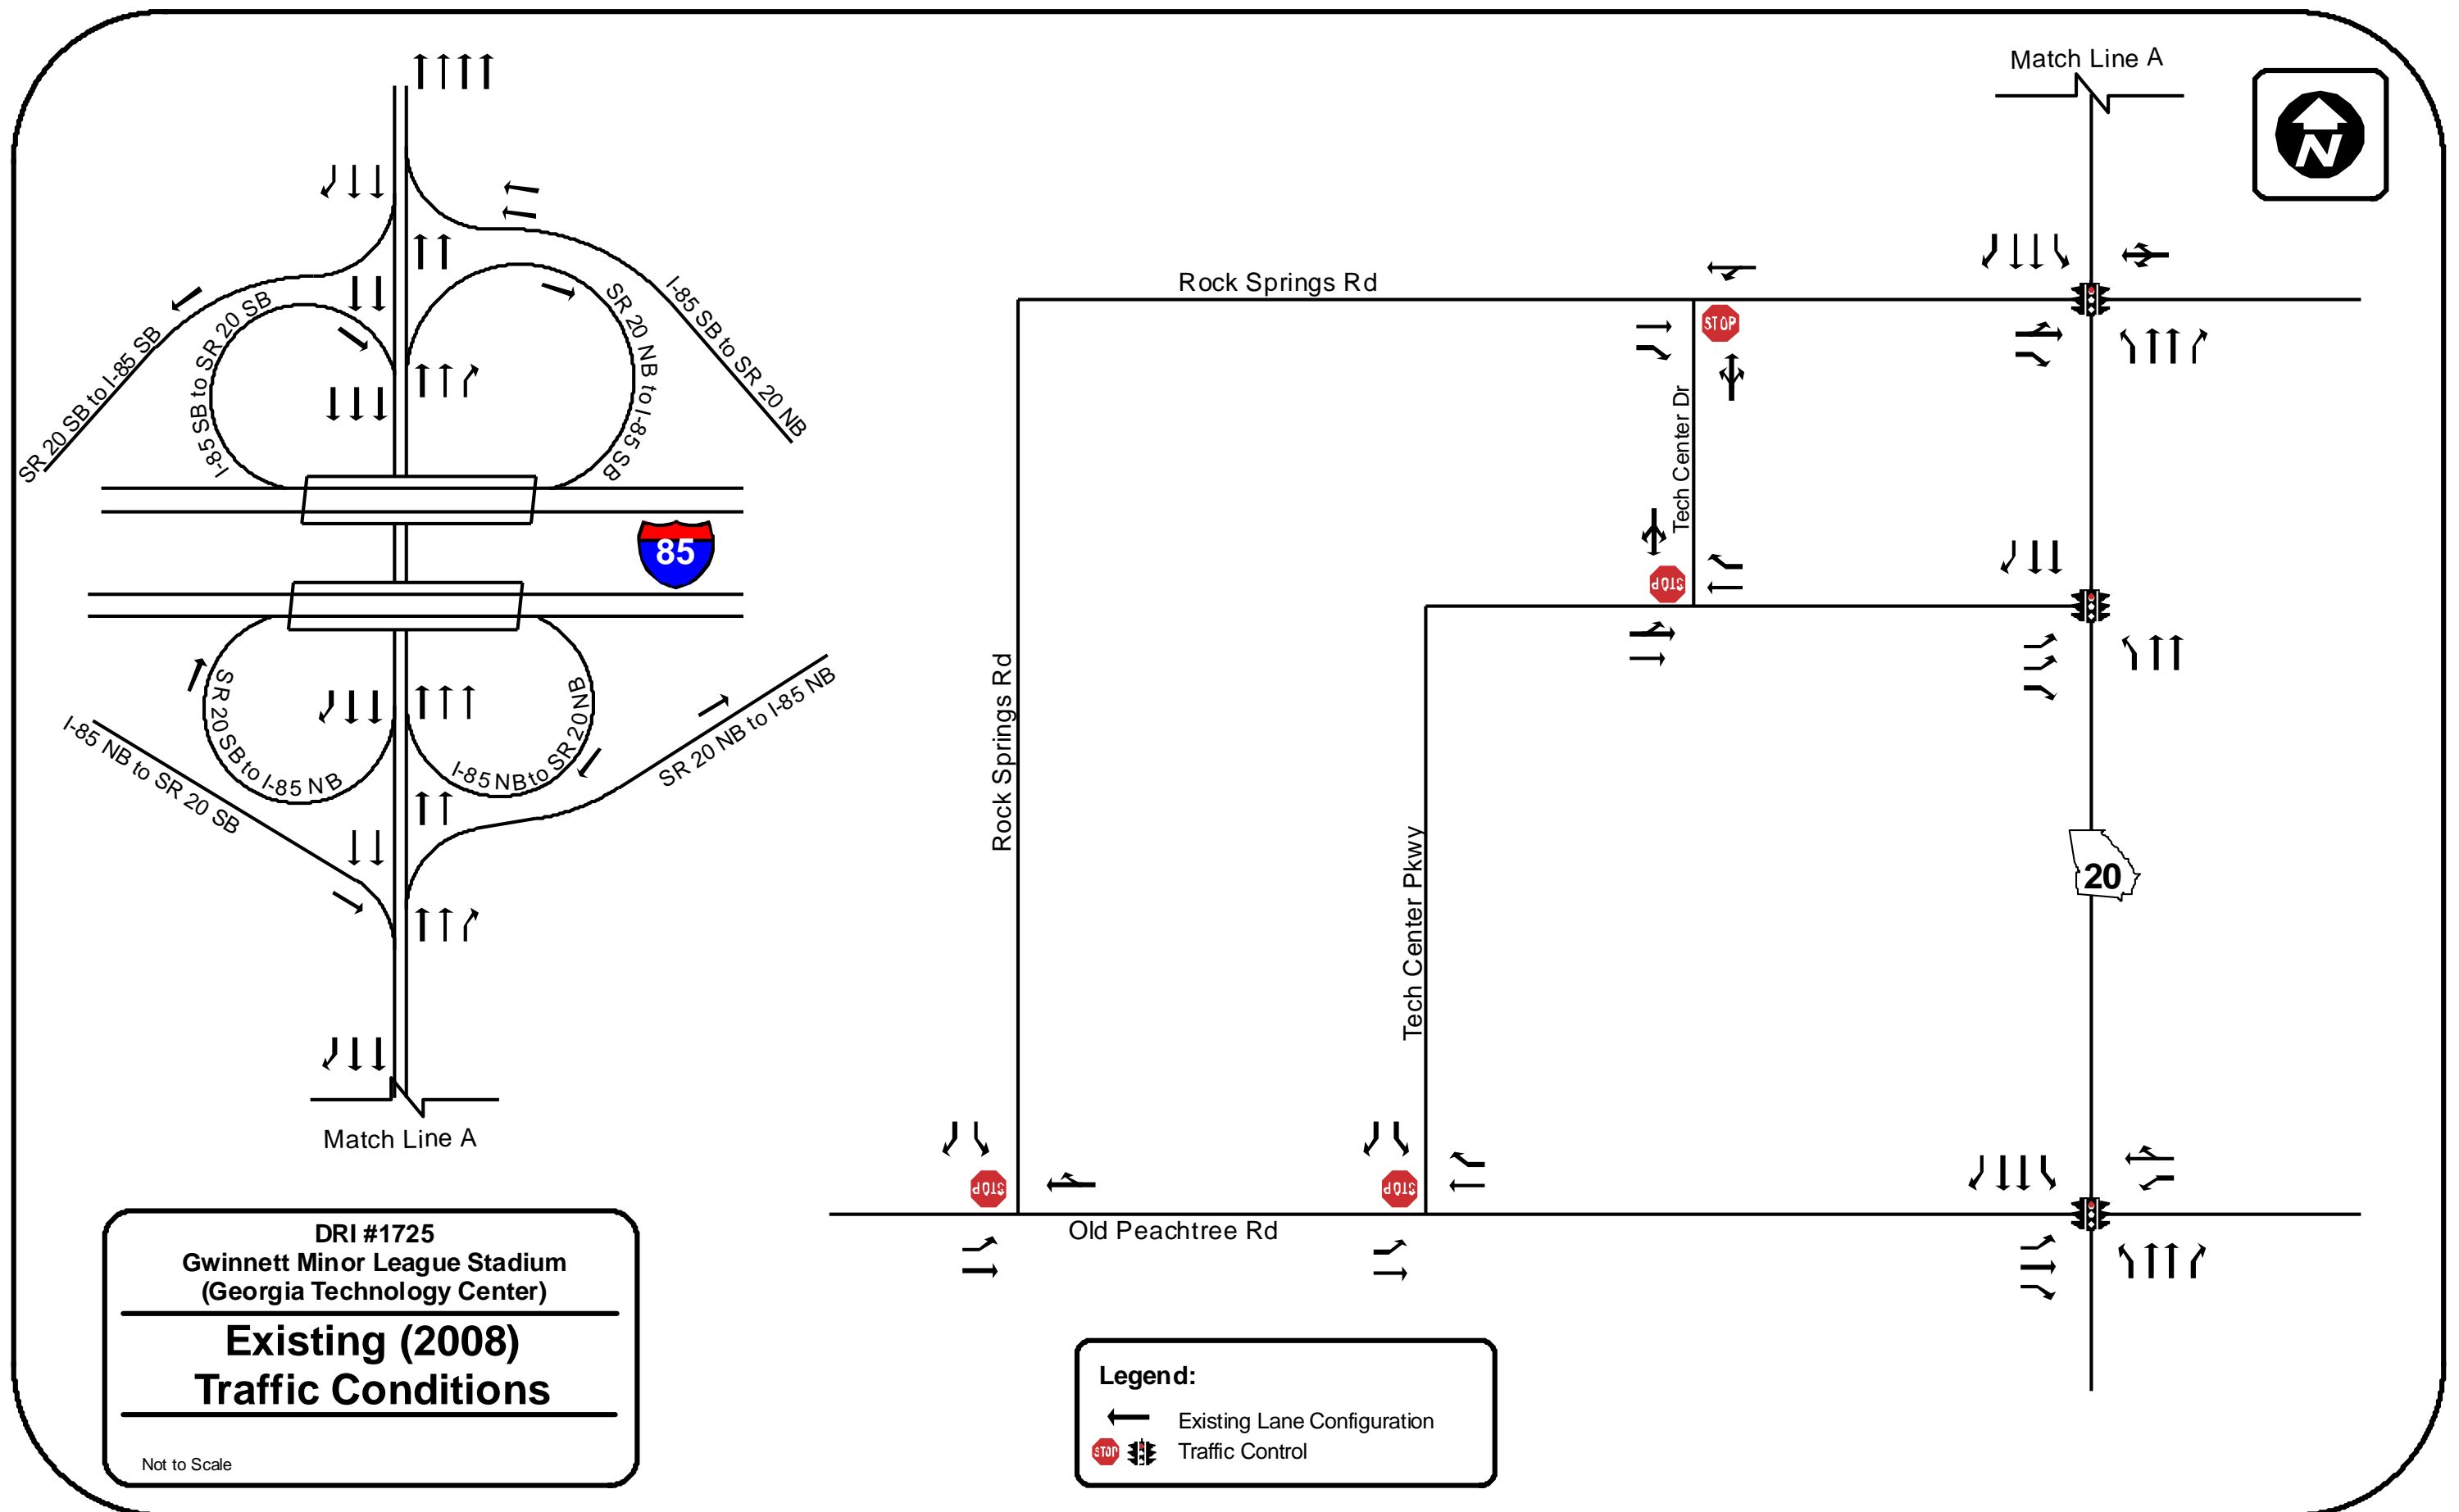 Match Line A
N
Rock Springs Rd
STOP
I-85 SB to SR 20 NB
SR 20 NB to I-85 SB
I-85 SB to SR 20 SB
SR 20 SB to I-85 SB
Tech Center Dr
85
STOP
Rock Springs Rd
SR 20 SB to I-85 NB
I-85 NB to SR 20 NB
SR 20 NB to I-85 NB
I-85 NB to SR 20 SB
Tech Center Pkwy
20
Match Line A
STOP
STOP
Old Peachtree Rd
DRI #1725
Gwinnett Minor League Stadium
(Georgia Technology Center)
Existing (2008)
Traffic Conditions
Not to Scale
Legend:
Existing Lane Configuration
STOP
Traffic Control